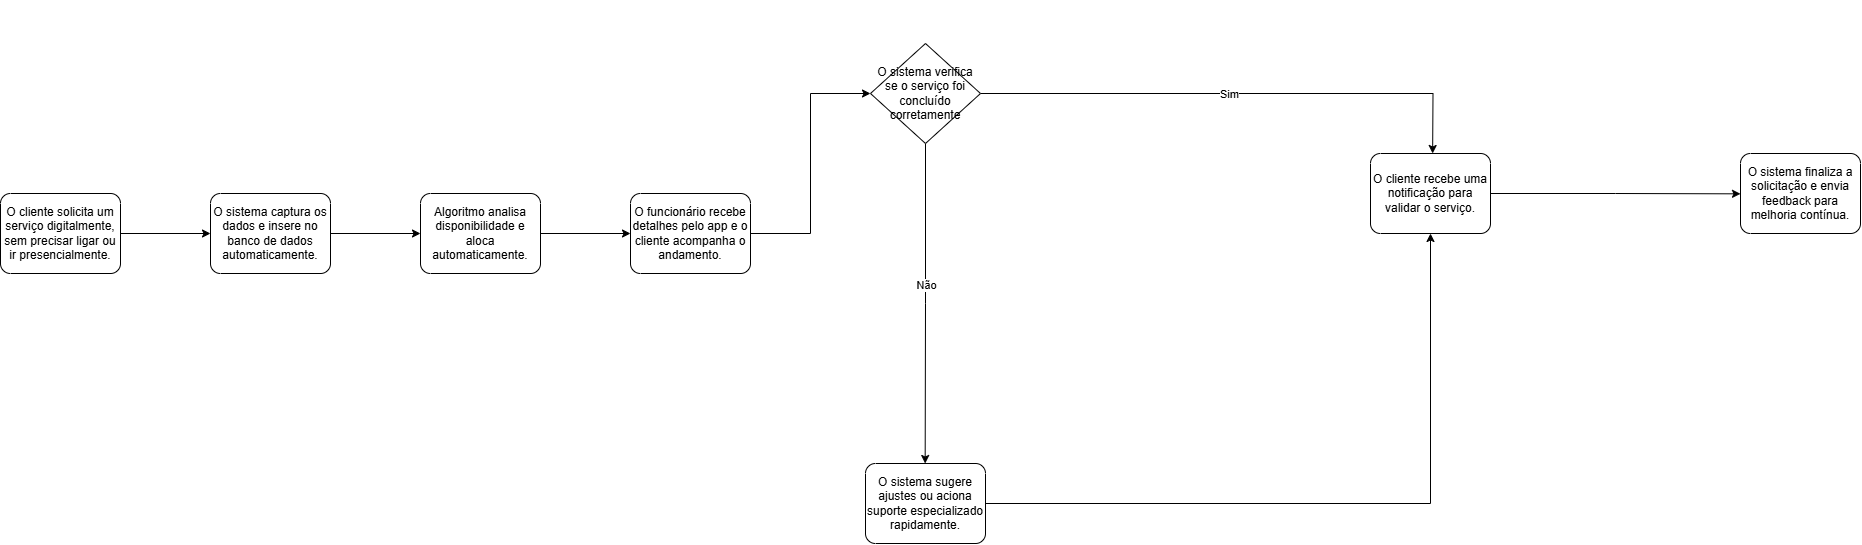 O cliente solicita um
serviço digitalmente,
sem precisar ligar ou
ir presencialmente.
O sistema captura os
dados e insere no
banco de dados
automaticamente.
Algoritmo analisa
disponibilidade e
aloca
automaticamente.
O funcionário recebe
detalhes pelo app e o
cliente acompanha o
andamento.
O sistema verifica
se o serviço foi
concluído
corretamente
Sim
Não
O sistema sugere
ajustes ou aciona
suporte especializado
rapidamente.
O cliente recebe uma
notificação para
validar o serviço.
O sistema finaliza a
solicitação e envia
feedback para
melhoria contínua.